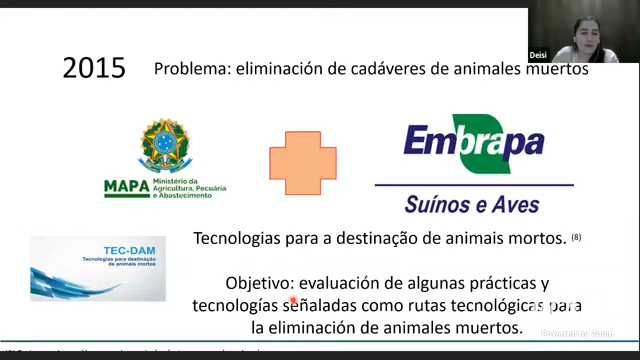 Deisi
2015 Problema: eliminación de cadáveres de animales muertos
MAPA
Ministério da
Agricultura, Pecuária
e Abastecimento
Embrapa
Suínos e Aves
TEC-DAM
Tecnologias para destinação
de animais mortos
Tecnologias para a destinação de animais mortos. (8)
Objetivo: evaluación de algunas prácticas y
tecnologías señaladas como rutas tecnológicas para
la eliminación de animales muertos.
Powered by Zoom